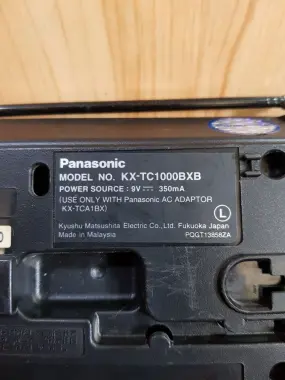 Panasonic
MODEL NO. KX-TC1000BXB
POWER SOURCE : 9V⎓ 350mA
(USE ONLY WITH Panasonic AC ADAPTOR
KX-TCA1BX)
L
Kyushu Matsushita Electric Co., Ltd. Fukuoka Japan
Made in Malaysia
PQGT13858ZA